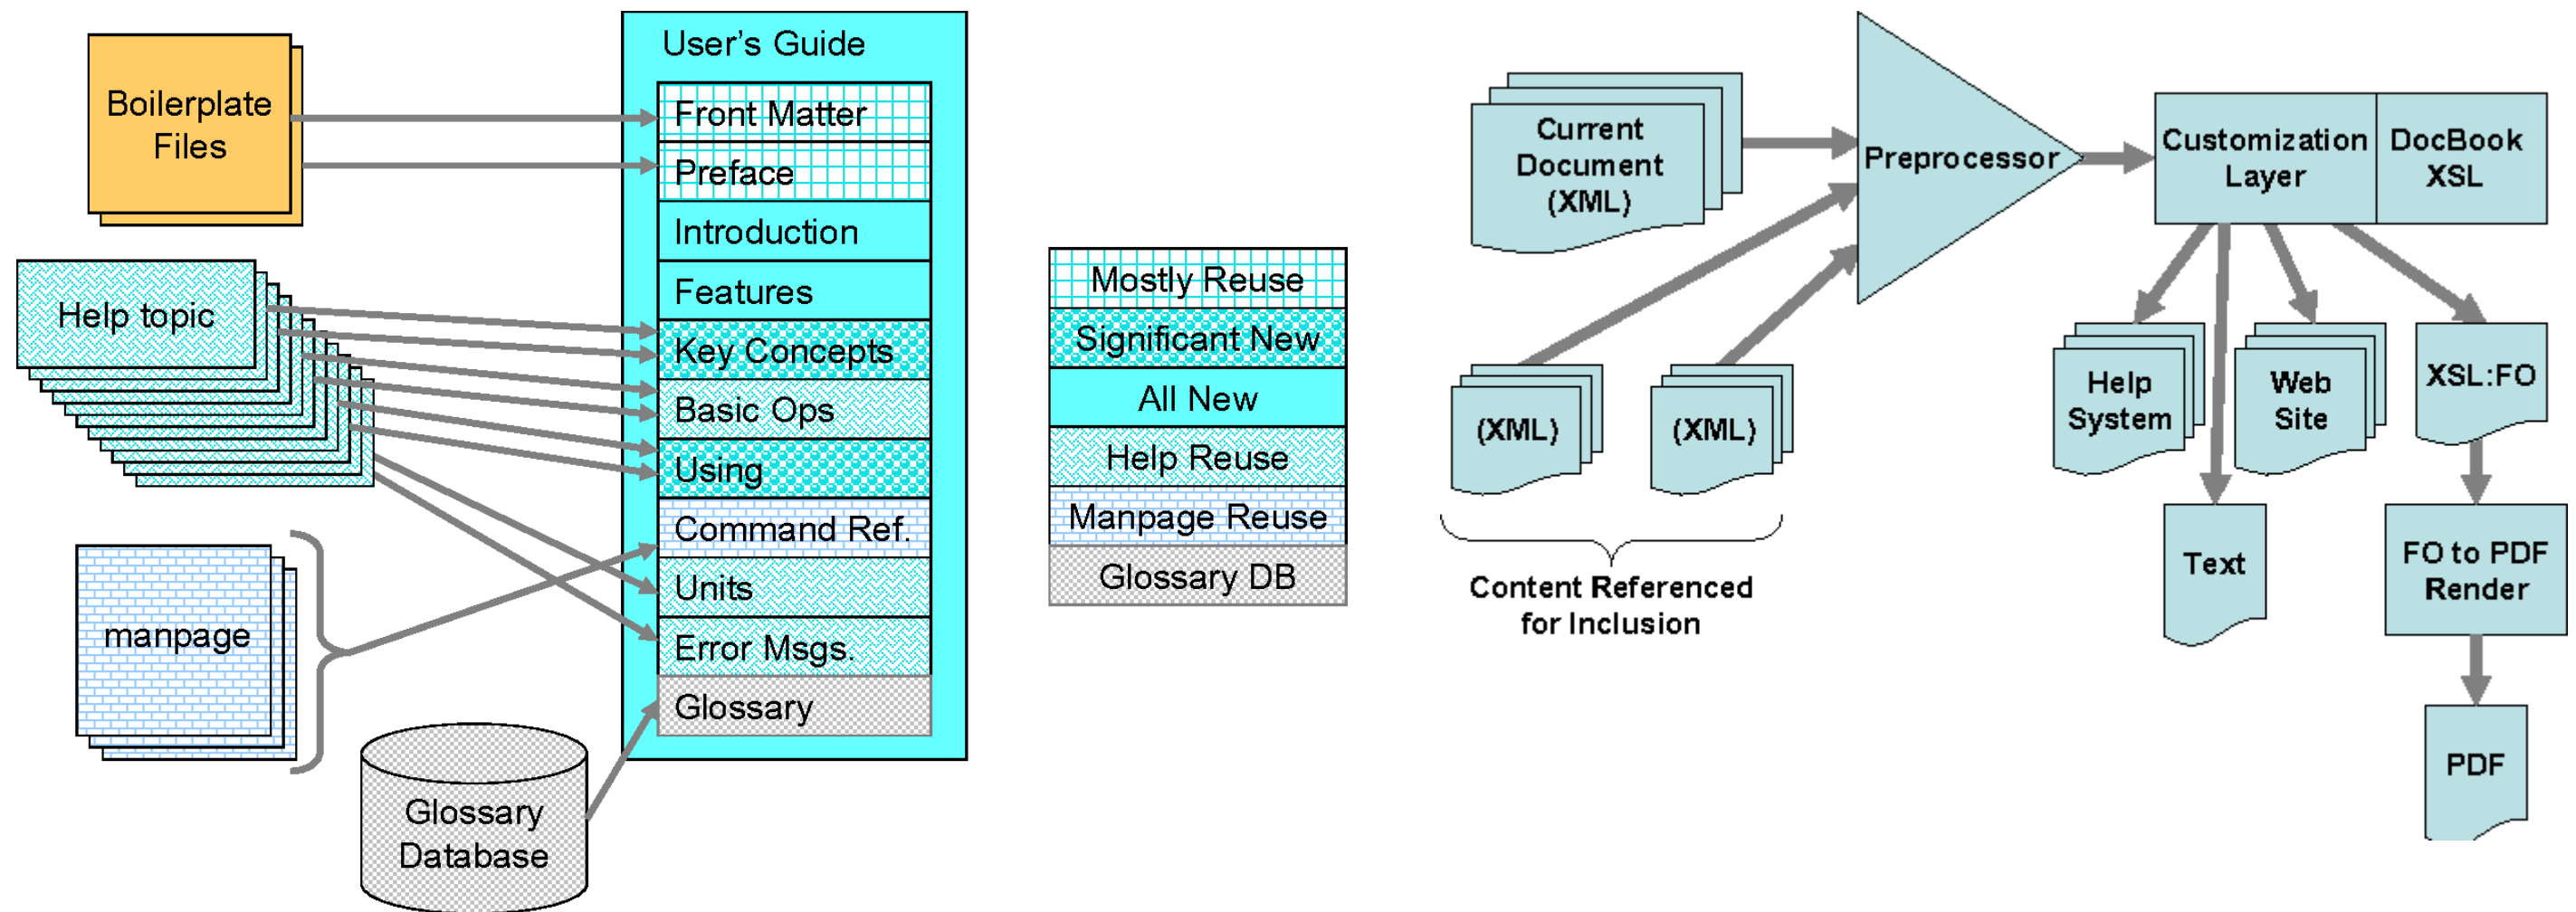 Boilerplate
Files
Help topic
manpage
Glossary
Database
User's Guide
Front Matter
Preface
Introduction
Features
Key Concepts
Basic Ops
Using
Command Ref.
Units
Error Msgs.
Glossary
Mostly Reuse
Significant New
All New
Help Reuse
Manpage Reuse
Glossary DB
Current
Document
(XML)
(XML)
(XML)
Content Referenced
for Inclusion
Preprocessor
Customization
Layer
DocBook
XSL
Help
System
Text
Web
Site
XSL:FO
FO to PDF
Render
PDF